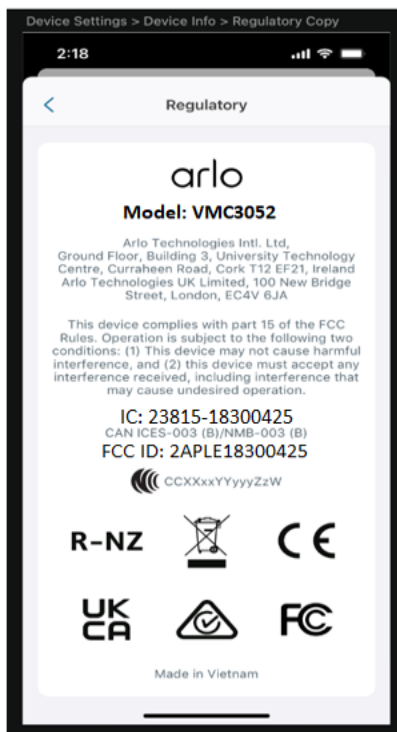 Device Settings > Device Info > Regulatory Copy
2:18
Regulatory
arlo
Model: VMC3052
Arlo Technologies Intl. Ltd,
Ground Floor, Building 3, University Technology
Centre, Curraheen Road, Cork T12 EF21, Ireland
Arlo Technologies UK Limited, 100 New Bridge
Street, London, EC4V 6JA
This device complies with part 15 of the FCC
Rules. Operation is subject to the following two
conditions: (1) This device may not cause harmful
interference, and (2) this device must accept any
interference received, including interference that
may cause undesired operation.
IC: 23815-18300425
CAN ICES-003 (B)/NMB-003 (B)
FCC ID: 2APLE18300425
CCXXxxYYyyyZzW
R-NZ
CE
UK
CA
FC
Made in Vietnam